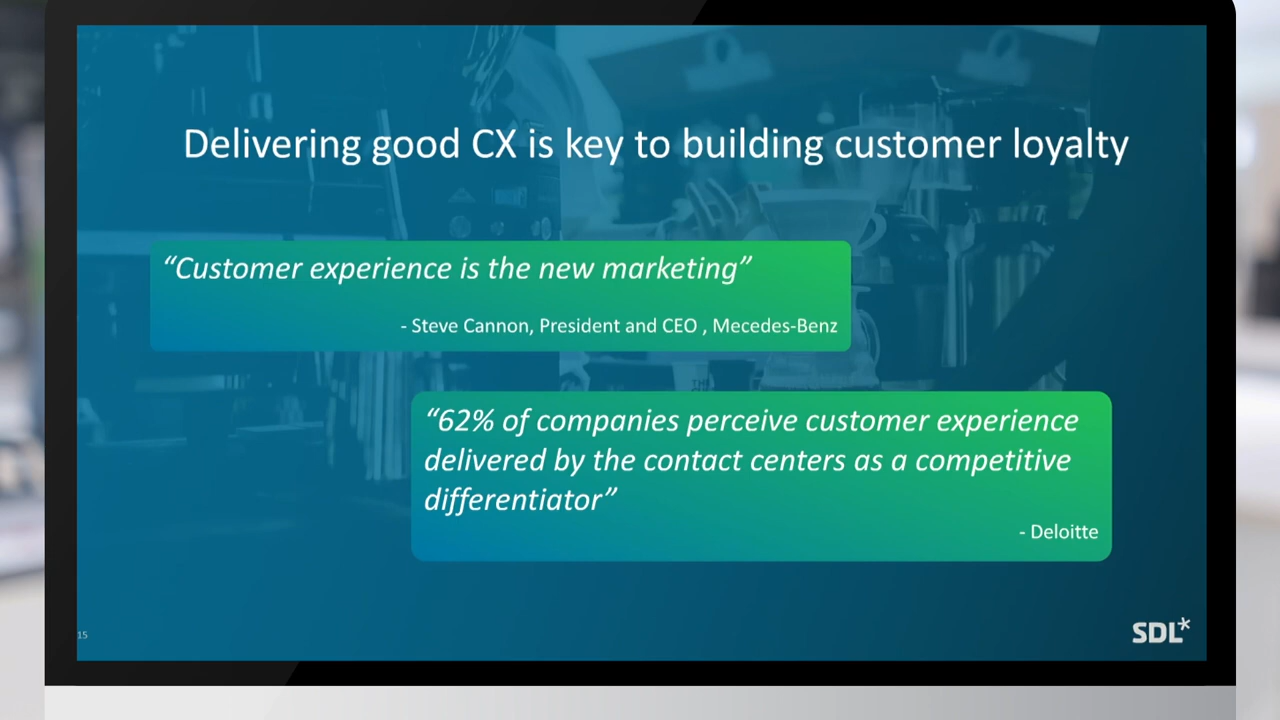 Delivering good CX is key to building customer loyalty
“Customer experience is the new marketing”
- Steve Cannon, President and CEO , Mecedes-Benz
“62% of companies perceive customer experience
delivered by the contact centers as a competitive
differentiator”
- Deloitte
15
SDL*